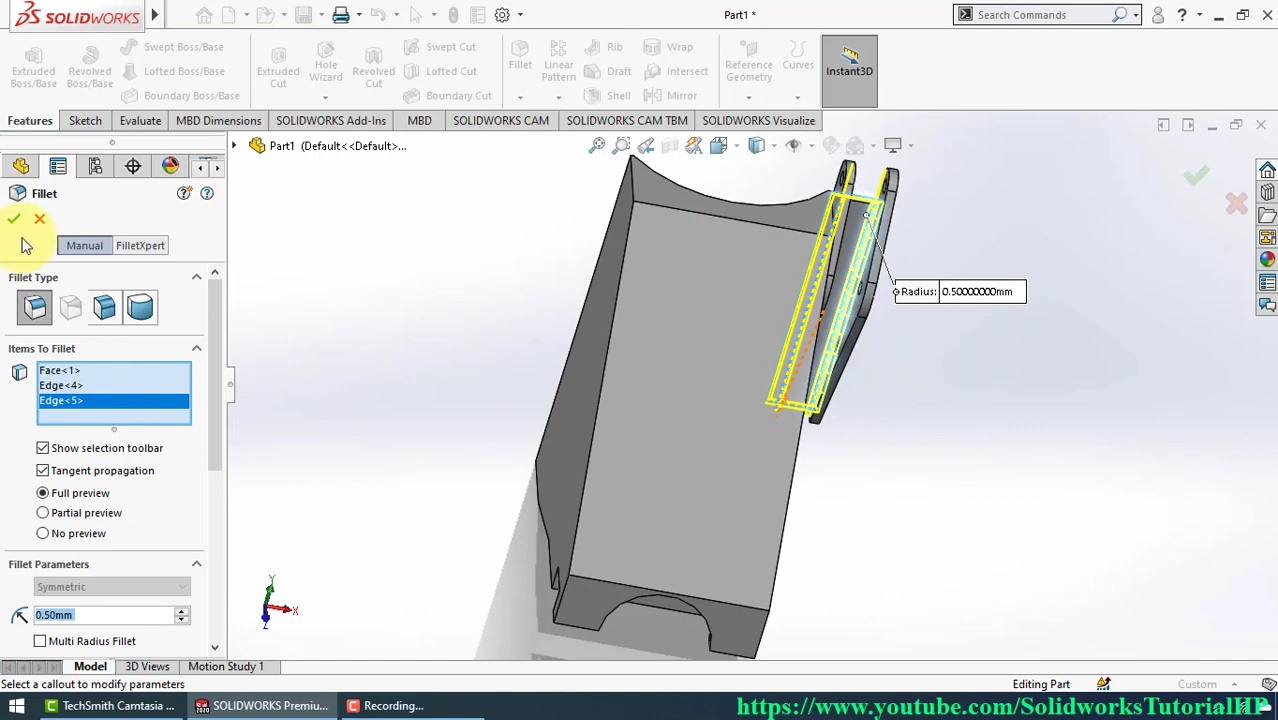 SOLIDWORKS
Part1 *
Search Commands
Extruded Boss/Base
Revolved Boss/Base
Swept Boss/Base
Lofted Boss/Base
Boundary Boss/Base
Extruded Cut
Hole Wizard
Revolved Cut
Swept Cut
Lofted Cut
Boundary Cut
Fillet
Linear Pattern
Rib
Draft
Shell
Wrap
Intersect
Mirror
Reference Geometry
Curves
Instant3D
Features
Sketch
Evaluate
MBD Dimensions
SOLIDWORKS Add-Ins
MBD
SOLIDWORKS CAM
SOLIDWORKS CAM TBM
SOLIDWORKS Visualize
Part1 (Default<<Default>...
Fillet
Manual
FilletXpert
Fillet Type
Items To Fillet
Face<1>
Edge<4>
Edge<5>
Show selection toolbar
Tangent propagation
Full preview
Partial preview
No preview
Fillet Parameters
Symmetric
0.50mm
Multi Radius Fillet
Radius: 0.50000000mm
Y
X
Z
Model
3D Views
Motion Study 1
Select a callout to modify parameters
Editing Part
Custom
TechSmith Camtasia ...
SOLIDWORKS Premiu...
Recording...
https://www.youtube.com/SolidworksTutorialHP